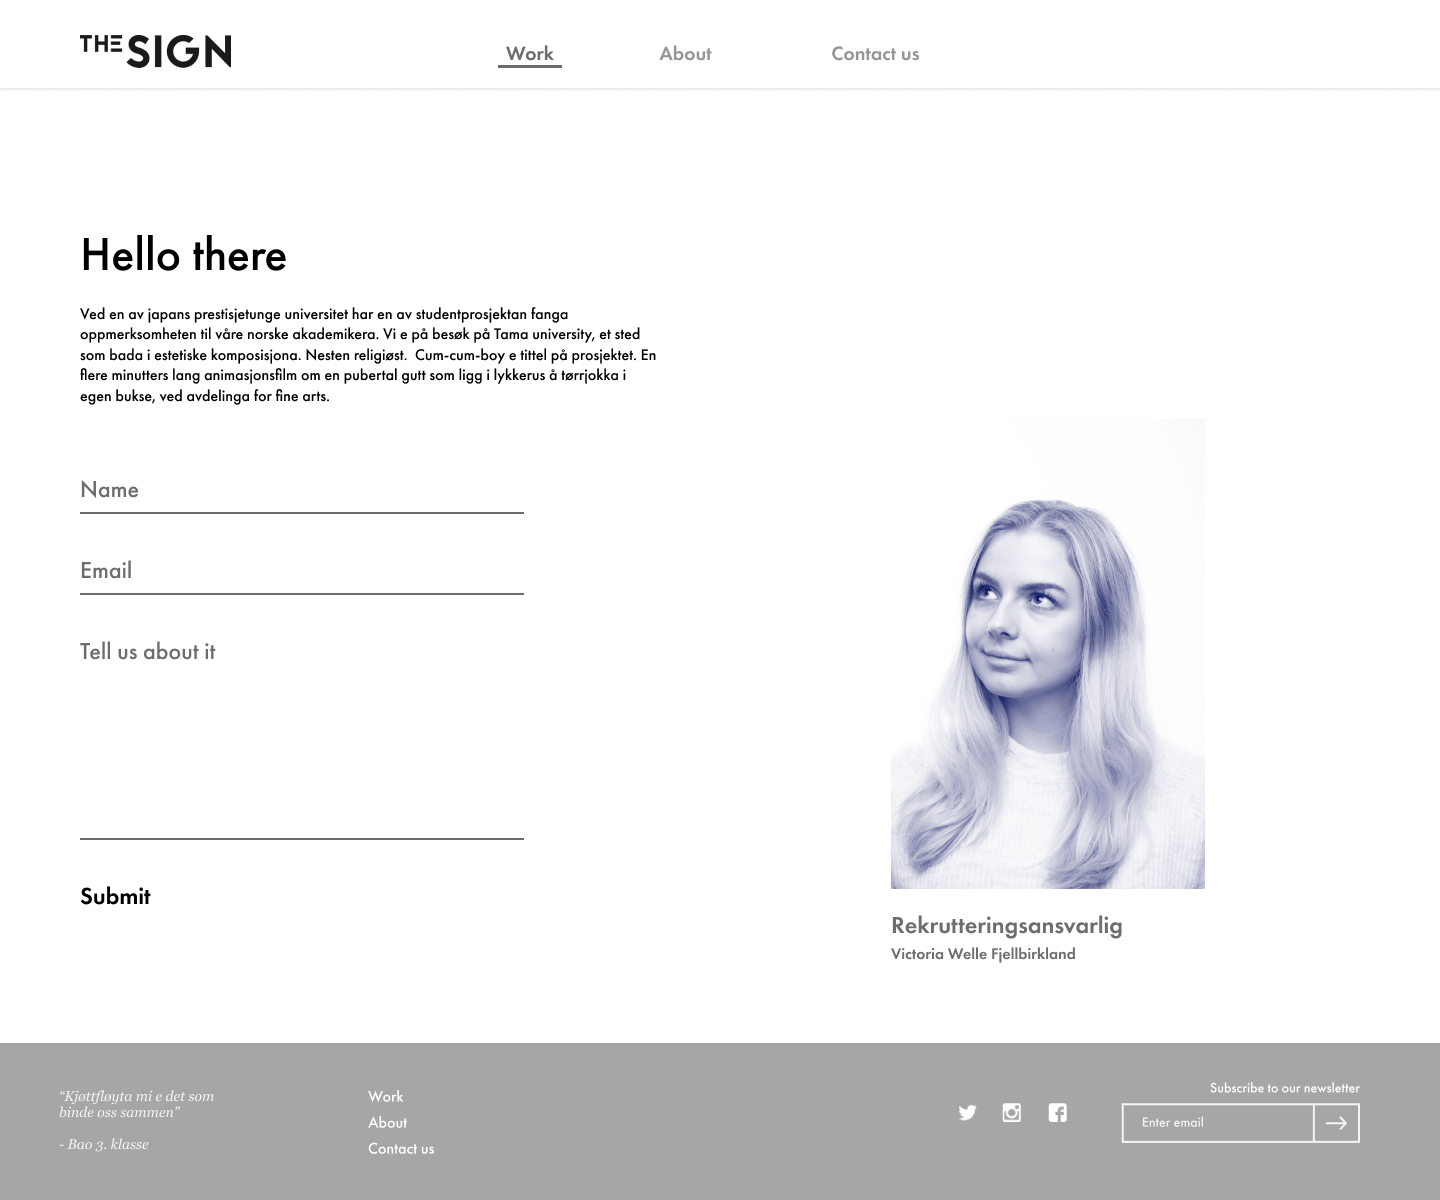 THE SIGN
Work
About
Contact us
Hello there
Ved en av japans prestisjetunge universitet har en av studentprosjektan fanga
oppmerksomheten til våre norske akademikera. Vi e på besøk på Tama university, et sted
som bada i estetiske komposisjona. Nesten religiøst.  Cum-cum-boy e tittel på prosjektet. En
flere minutters lang animasjonsfilm om en pubertal gutt som ligg i lykkerus å tørrjokka i
egen bukse, ved avdelinga for fine arts.
Name
Email
Tell us about it
Submit
Rekrutteringsansvarlig
Victoria Welle Fjellbirkland
“Kjøttfløyta mi e det som
binde oss sammen”
- Bao 3. klasse
Work
About
Contact us
Subscribe to our newsletter
Enter email